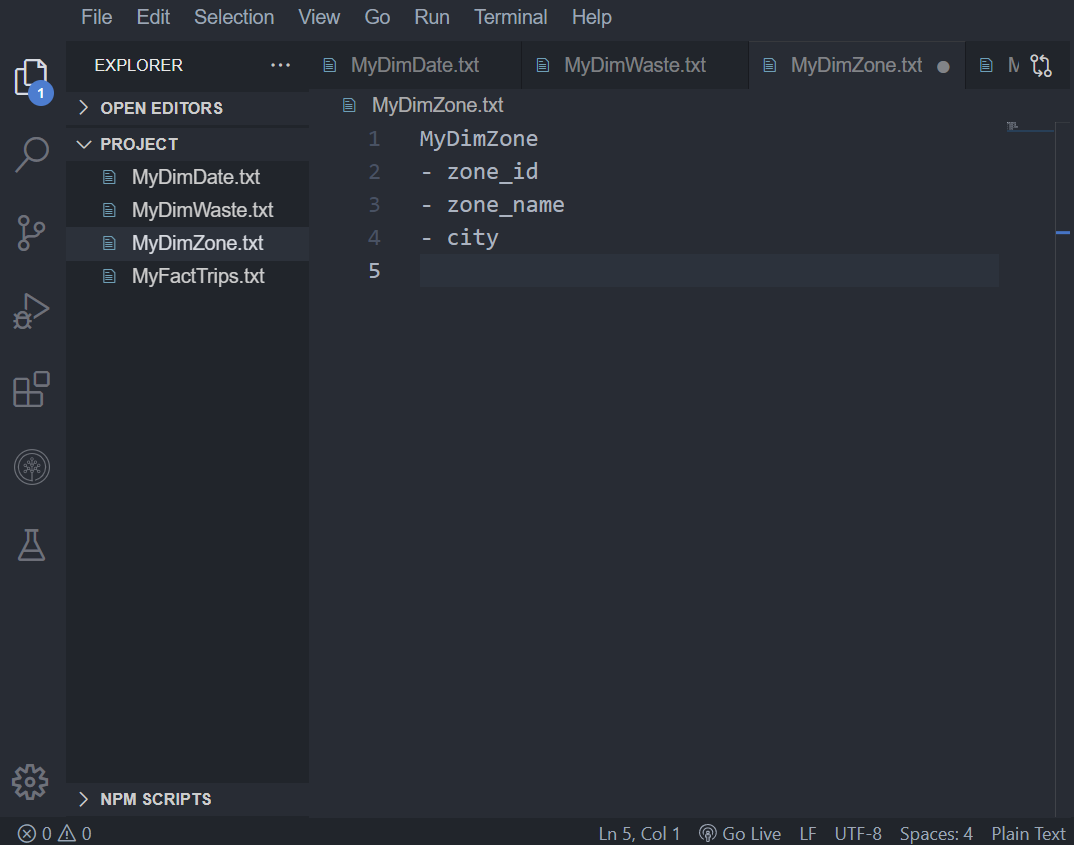 File Edit Selection View Go Run Terminal Help
EXPLORER ···
MyDimDate.txt MyDimWaste.txt MyDimZone.txt
1
OPEN EDITORS
PROJECT
MyDimDate.txt
MyDimWaste.txt
MyDimZone.txt
MyFactTrips.txt
MyDimZone.txt
1 MyDimZone
2 - zone_id
3 - zone_name
4 - city
5
NPM SCRIPTS
0 0 Ln 5, Col 1 Go Live LF UTF-8 Spaces: 4 Plain Text